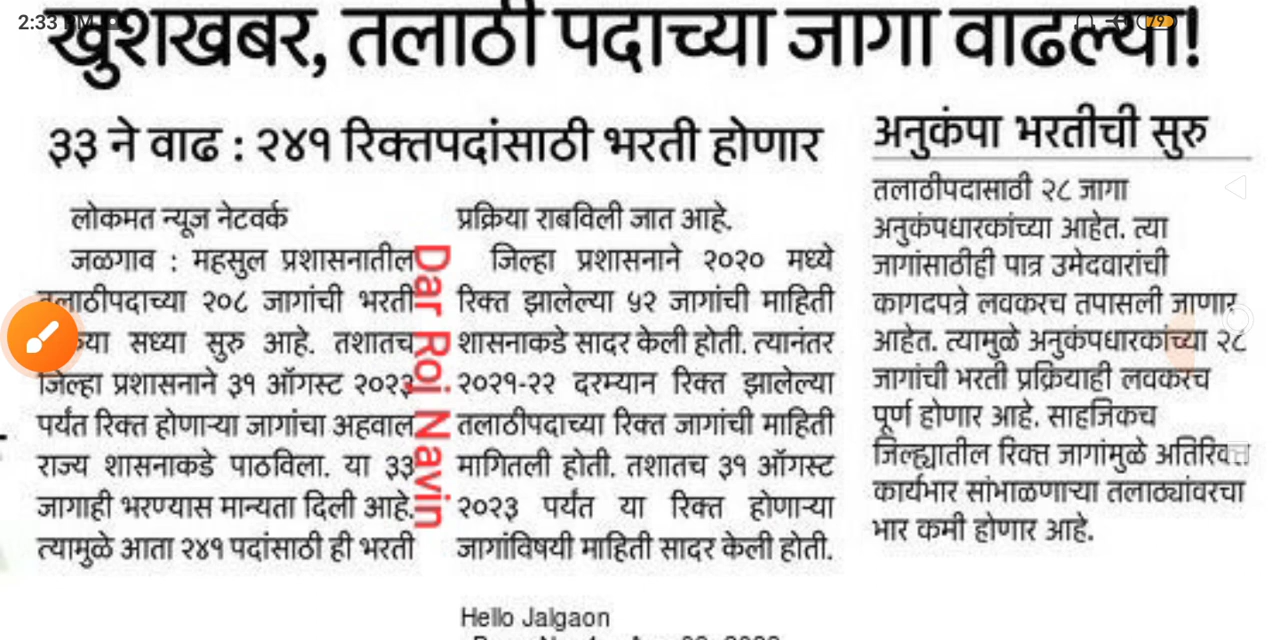 2:33
79
खुशखबर, तलाठी पदाच्या जागा वाढल्या!
३३ ने वाढ : २४१ रिक्तपदांसाठी भरती होणार
लोकमत न्यूज नेटवर्क
जळगाव : महसुल प्रशासनातील
तलाठीपदाच्या २०८ जागांची भरती
सध्या सुरु आहे. तशातच
जिल्हा प्रशासनाने ३१ ऑगस्ट २०२३
पर्यंत रिक्त होणाऱ्या जागांचा अहवाल
राज्य शासनाकडे पाठविला. या ३३
जागाही भरण्यास मान्यता दिली आहे.
त्यामुळे आता २४१ पदांसाठी ही भरती
प्रक्रिया राबविली जात आहे.
जिल्हा प्रशासनाने २०२० मध्ये
रिक्त झालेल्या ५२ जागांची माहिती
शासनाकडे सादर केली होती. त्यानंतर
२०२१-२२ दरम्यान रिक्त झालेल्या
तलाठीपदाच्या रिक्त जागांची माहिती
मागितली होती. तशातच ३१ ऑगस्ट
२०२३ पर्यंत या रिक्त होणाऱ्या
जागांविषयी माहिती सादर केली होती.
Dar Roj Navin
अनुकंपा भरतीची सुरु
तलाठीपदासाठी २८ जागा
अनुकंपधारकांच्या आहेत. त्या
जागांसाठीही पात्र उमेदवारांची
कागदपत्रे लवकरच तपासली जाणार
आहेत. त्यामुळे अनुकंपधारकांच्या २८
जागांची भरती प्रक्रियाही लवकरच
पूर्ण होणार आहे. साहजिकच
जिल्ह्यातील रिक्त जागांमुळे अतिरिक्त
कार्यभार सांभाळणाऱ्या तलाठ्यांवरचा
भार कमी होणार आहे.
Hello Jalgaon